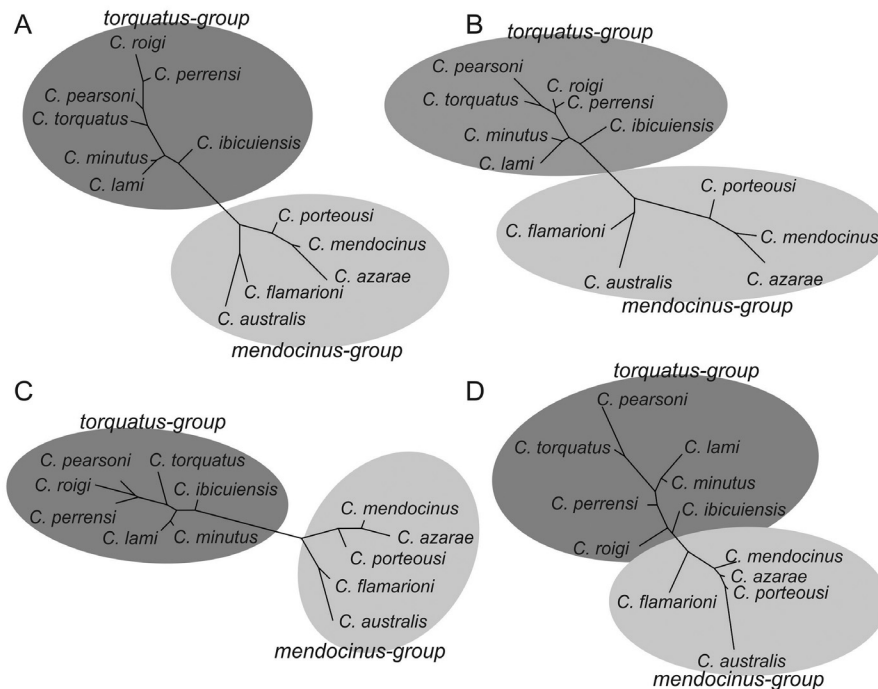 A
torquatus-group
C. roigi
C. perrensi
C. pearsoni
C. torquatus
C. ibicuiensis
C. minutus
C. lami
C. porteousi
C. mendocinus
C. azarae
C. flamarioni
C. australis
mendocinus-group
B
torquatus-group
C. pearsoni
C. roigi
C. torquatus
C. perrensi
C. ibicuiensis
C. minutus
C. lami
C. porteousi
C. flamarioni
C. mendocinus
C. australis
C. azarae
mendocinus-group
C
torquatus-group
C. pearsoni
C. torquatus
C. roigi
C. ibicuiensis
C. perrensi
C. lami
C. minutus
C. mendocinus
C. azarae
C. porteousi
C. flamarioni
C. australis
mendocinus-group
D
torquatus-group
C. pearsoni
C. torquatus
C. lami
C. minutus
C. perrensi
C. ibicuiensis
C. roigi
C. mendocinus
C. azarae
C. porteousi
C. flamarioni
C. australis
mendocinus-group